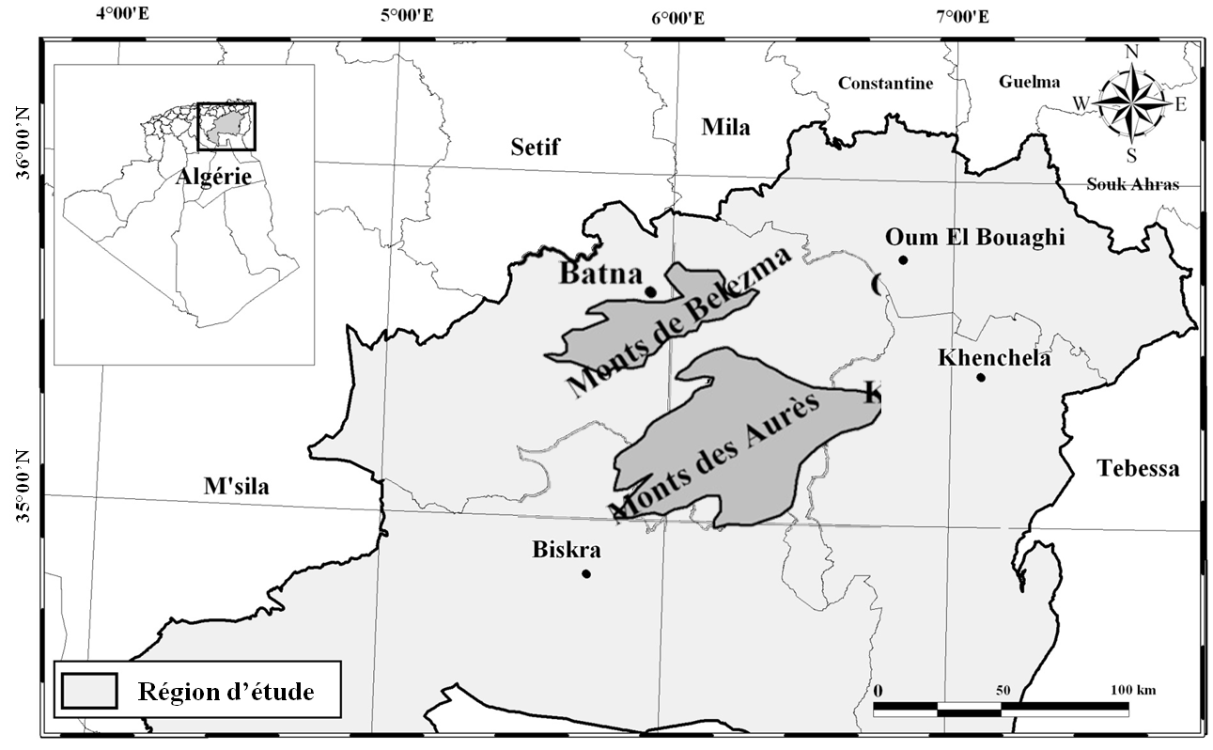 4°00'E 5°00'E 6°00'E 7°00'E
N
W E
S
Constantine
Guelma
Mila
Setif
36°00’N
Algérie
Souk Ahras
Oum El Bouaghi
Batna
Monts de Belezma
(
Khenchela
K
Monts des Aurès
Tebessa
M'sila
35°00’N
Biskra
Région d’étude
0 50 100 km